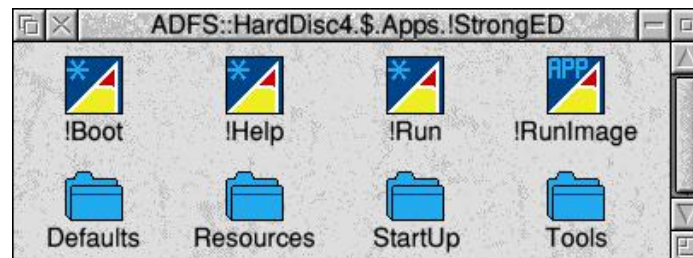 ADFS::HardDisc4.$.Apps.!StrongED
* * * APP
!Boot !Help !Run !RunImage
Defaults Resources StartUp Tools